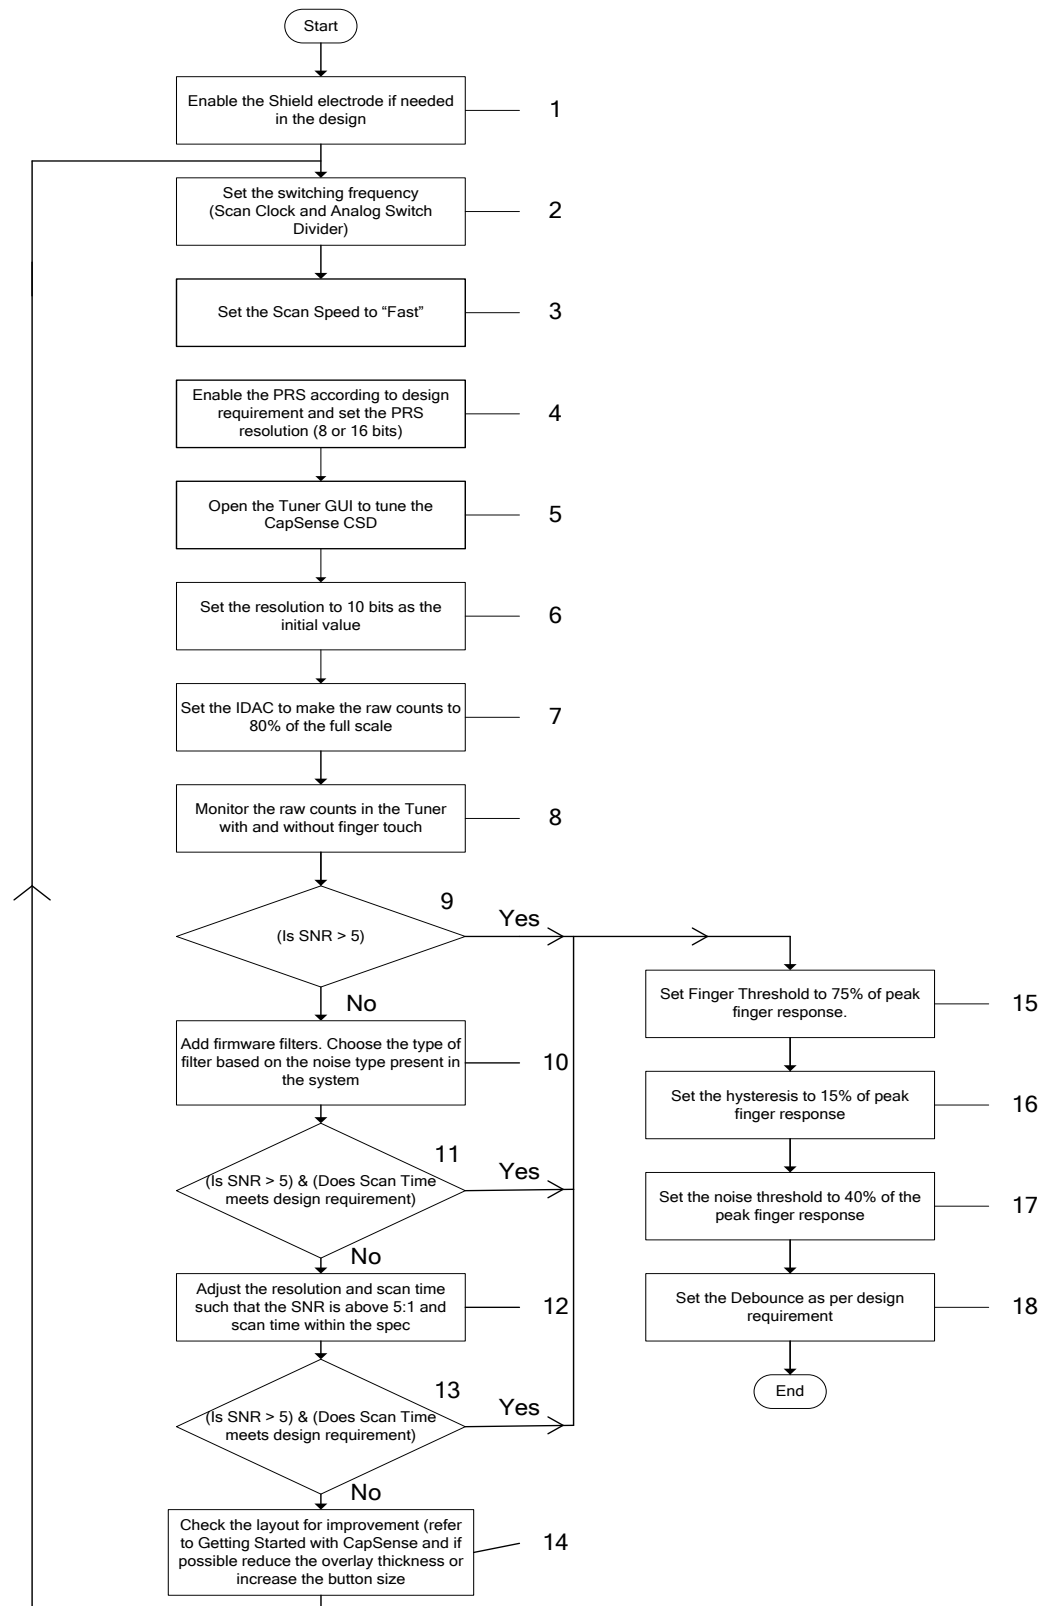 Start
Enable the Shield electrode if needed
in the design
1
Set the switching frequency
(Scan Clock and Analog Switch
Divider)
2
Set the Scan Speed to “Fast”
3
Enable the PRS according to design
requirement and set the PRS
resolution (8 or 16 bits)
4
Open the Tuner GUI to tune the
CapSense CSD
5
Set the resolution to 10 bits as the
initial value
6
Set the IDAC to make the raw counts to
80% of the full scale
7
Monitor the raw counts in the Tuner
with and without finger touch
8
9
(Is SNR > 5)
Yes
No
Add firmware filters. Choose the type of
filter based on the noise type present in
the system
10
11
(Is SNR > 5) & (Does Scan Time
meets design requirement)
Yes
No
Adjust the resolution and scan time
such that the SNR is above 5:1 and
scan time within the spec
12
13
(Is SNR > 5) & (Does Scan Time
meets design requirement)
Yes
No
Check the layout for improvement (refer
to Getting Started with CapSense and if
possible reduce the overlay thickness or
increase the button size
14
Set Finger Threshold to 75% of peak
finger response.
15
Set the hysteresis to 15% of peak
finger response
16
Set the noise threshold to 40% of the
peak finger response
17
Set the Debounce as per design
requirement
18
End